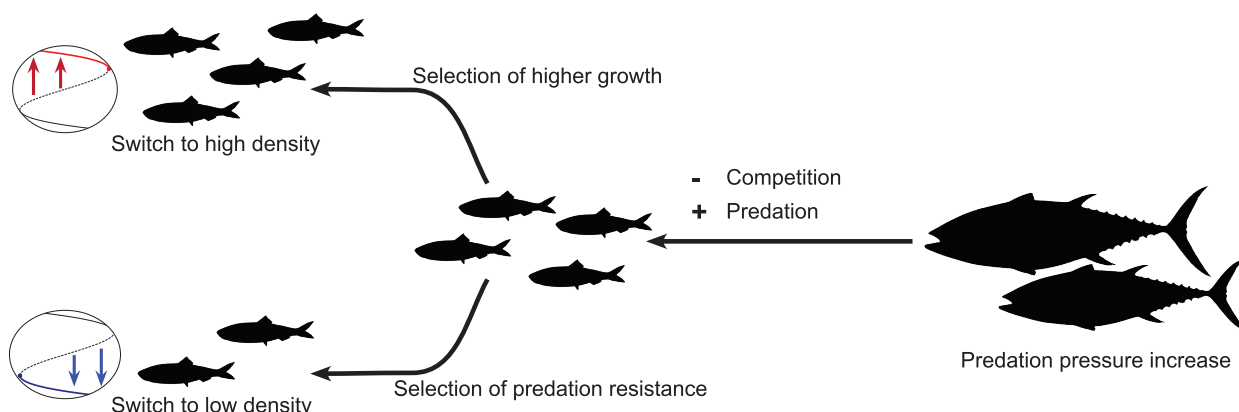 Selection of higher growth
Switch to high density
- Competition
+ Predation
Predation pressure increase
Selection of predation resistance
Switch to low density